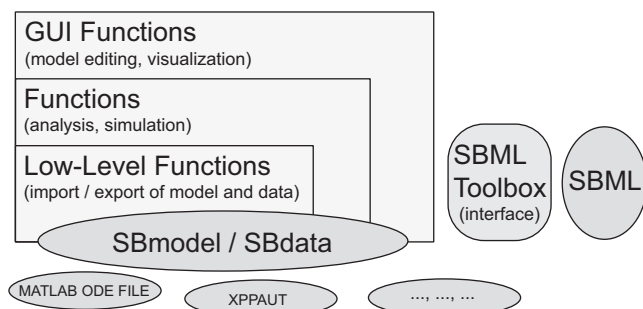 GUI Functions
(model editing, visualization)
Functions
(analysis, simulation)
Low-Level Functions
(import / export of model and data)
SBmodel / SBdata
SBML
Toolbox
(interface)
SBML
MATLAB ODE FILE
XPPAUT
..., ..., ...